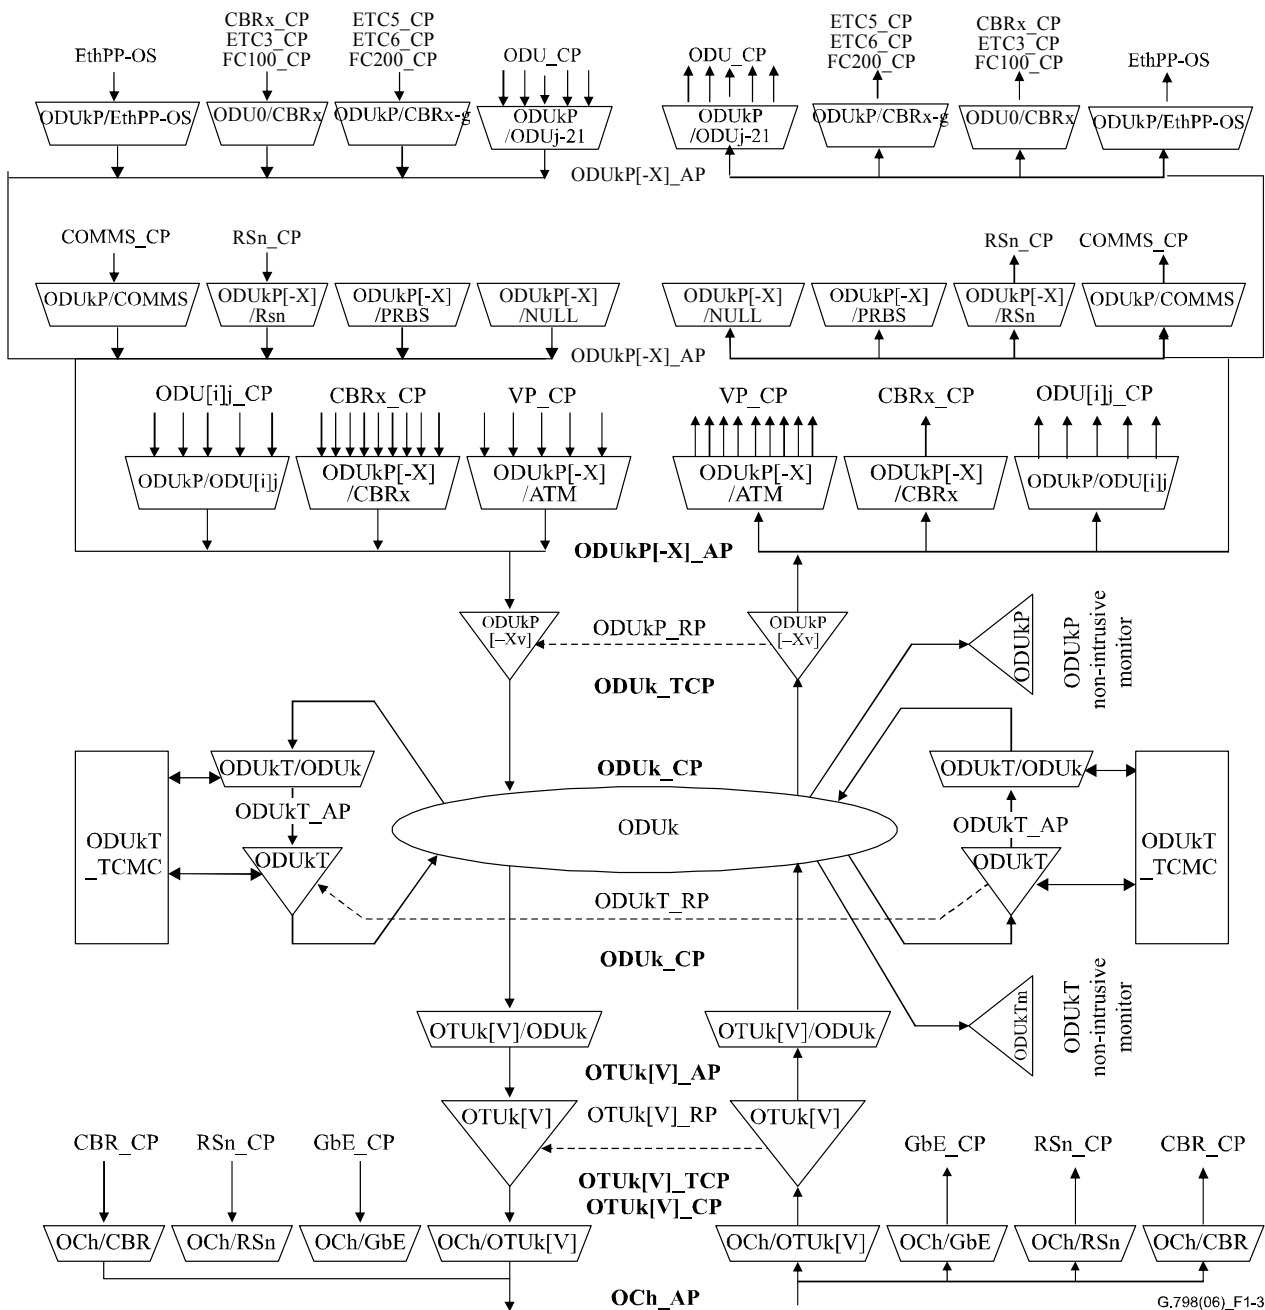 EthPP-OS
CBRx_CP
ETC3_CP
FC100_CP
ETC5_CP
ETC6_CP
FC200_CP
ODU_CP
ODU_CP
ETC5_CP
ETC6_CP
FC200_CP
CBRx_CP
ETC3_CP
FC100_CP
EthPP-OS
ODUkP/EthPP-OS
ODU0/CBRx
ODUkP/CBRx-g
ODUkP
/ODUj-21
ODUkP
/ODUj-21
ODUkP/CBRx-g
ODU0/CBRx
ODUkP/EthPP-OS
ODUkP[-X]_AP
COMMS_CP
RSn_CP
RSn_CP
COMMS_CP
ODUkP/COMMS
ODUkP[-X]
/Rsn
ODUkP[-X]
/PRBS
ODUkP[-X]
/NULL
ODUkP[-X]
/NULL
ODUkP[-X]
/PRBS
ODUkP[-X]
/RSn
ODUkP/COMMS
ODUkP[-X]_AP
ODU[i]j_CP
CBRx_CP
VP_CP
VP_CP
CBRx_CP
ODU[i]j_CP
ODUkP/ODU[i]j
ODUkP[-X]
/CBRx
ODUkP[-X]
/ATM
ODUkP[-X]
/ATM
ODUkP[-X]
/CBRx
ODUkP/ODU[i]j
ODUkP[-X]_AP
ODUkP
[–Xv]
ODUkP_RP
ODUkP
[–Xv]
ODUkP
ODUkP
non-intrusive
monitor
ODUk_TCP
ODUkT/ODUk
ODUk_CP
ODUkT/ODUk
ODUkT_AP
ODUk
ODUkT_AP
ODUkT
_TCMC
ODUkT
ODUkT
ODUkT
_TCMC
ODUkT_RP
ODUk_CP
ODUkTm
ODUkT
non-intrusive
monitor
OTUk[V]/ODUk
OTUk[V]/ODUk
OTUk[V]_AP
OTUk[V]
OTUk[V]_RP
OTUk[V]
CBR_CP
RSn_CP
GbE_CP
GbE_CP
RSn_CP
CBR_CP
OTUk[V]_TCP
OTUk[V]_CP
OCh/CBR
OCh/RSn
OCh/GbE
OCh/OTUk[V]
OCh/OTUk[V]
OCh/GbE
OCh/RSn
OCh/CBR
OCh_AP
G.798(06)_F1-3